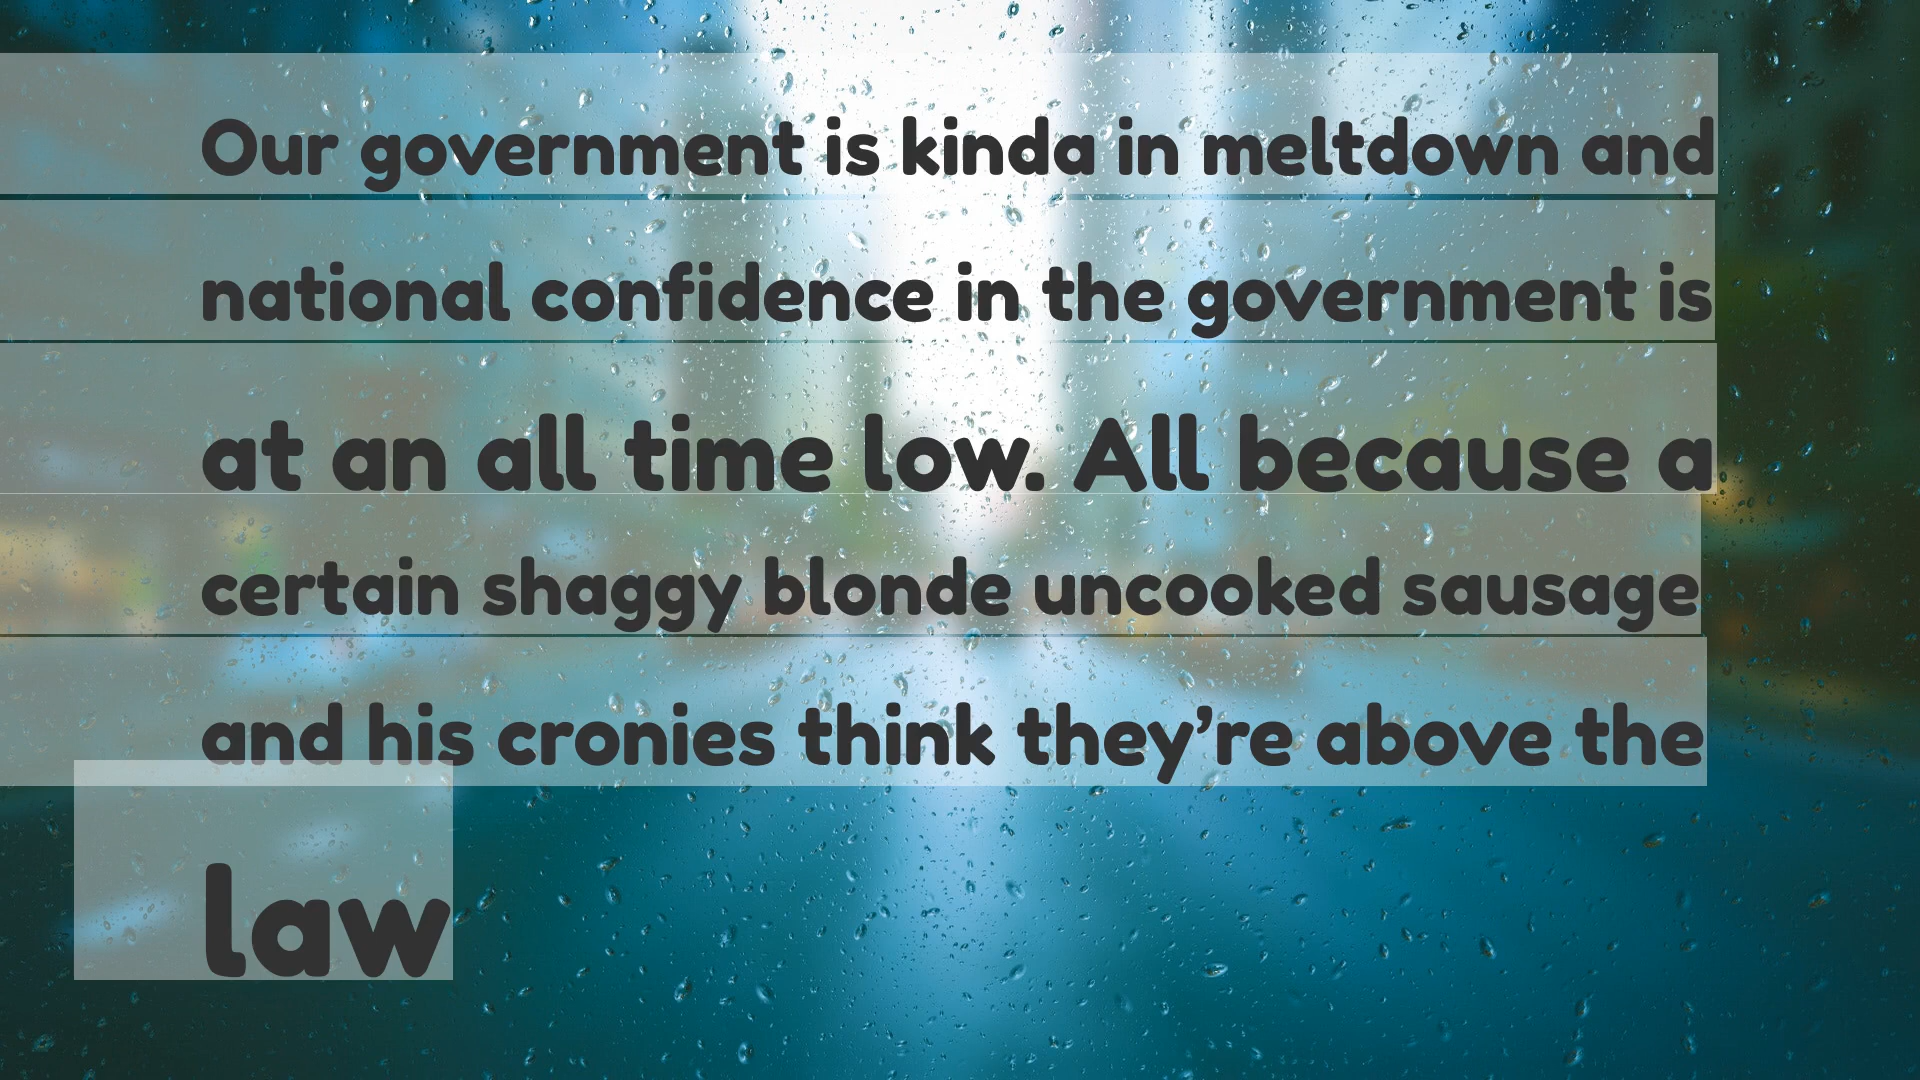 Our government is kinda in meltdown and
national confidence in the government is
at an all time low. All because a
certain shaggy blonde uncooked sausage
and his cronies think they’re above the
law